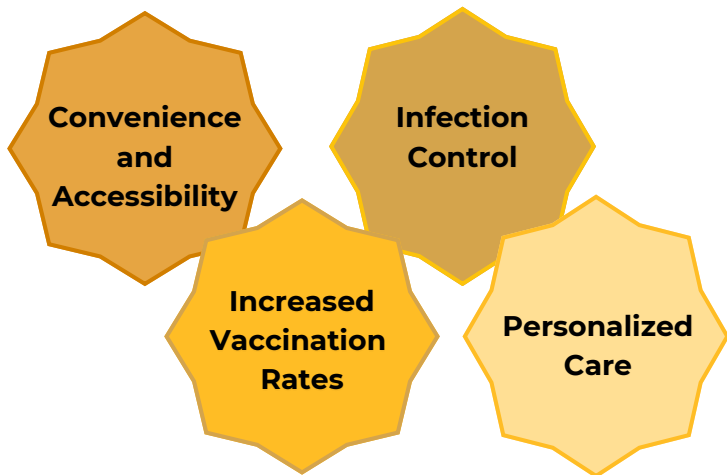 Convenience
and
Accessibility
Infection
Control
Increased
Vaccination
Rates
Personalized
Care